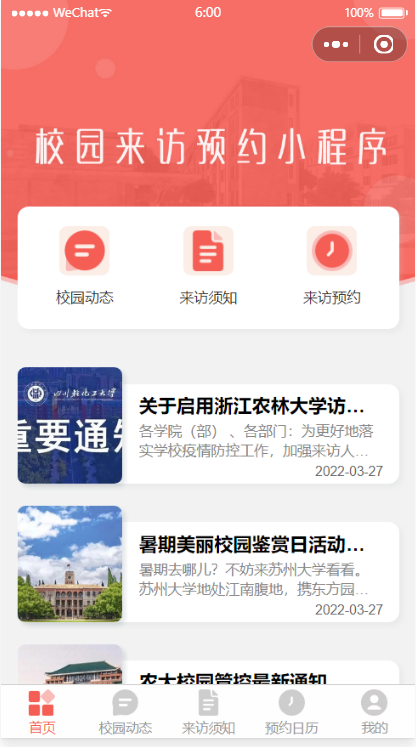 WeChat
6:00
100%
校园来访预约小程序
校园动态
来访须知
来访预约
重要通知
关于启用浙江农林大学访...
各学院（部） 、各部门：为更好地落
实学校疫情防控工作，加强来访人...
2022-03-27
暑期美丽校园鉴赏日活动...
暑期去哪儿？不妨来苏州大学看看。
苏州大学地处江南腹地，携东方园...
2022-03-27
农大校园管控最新通知
首页
校园动态
来访须知
预约日历
我的